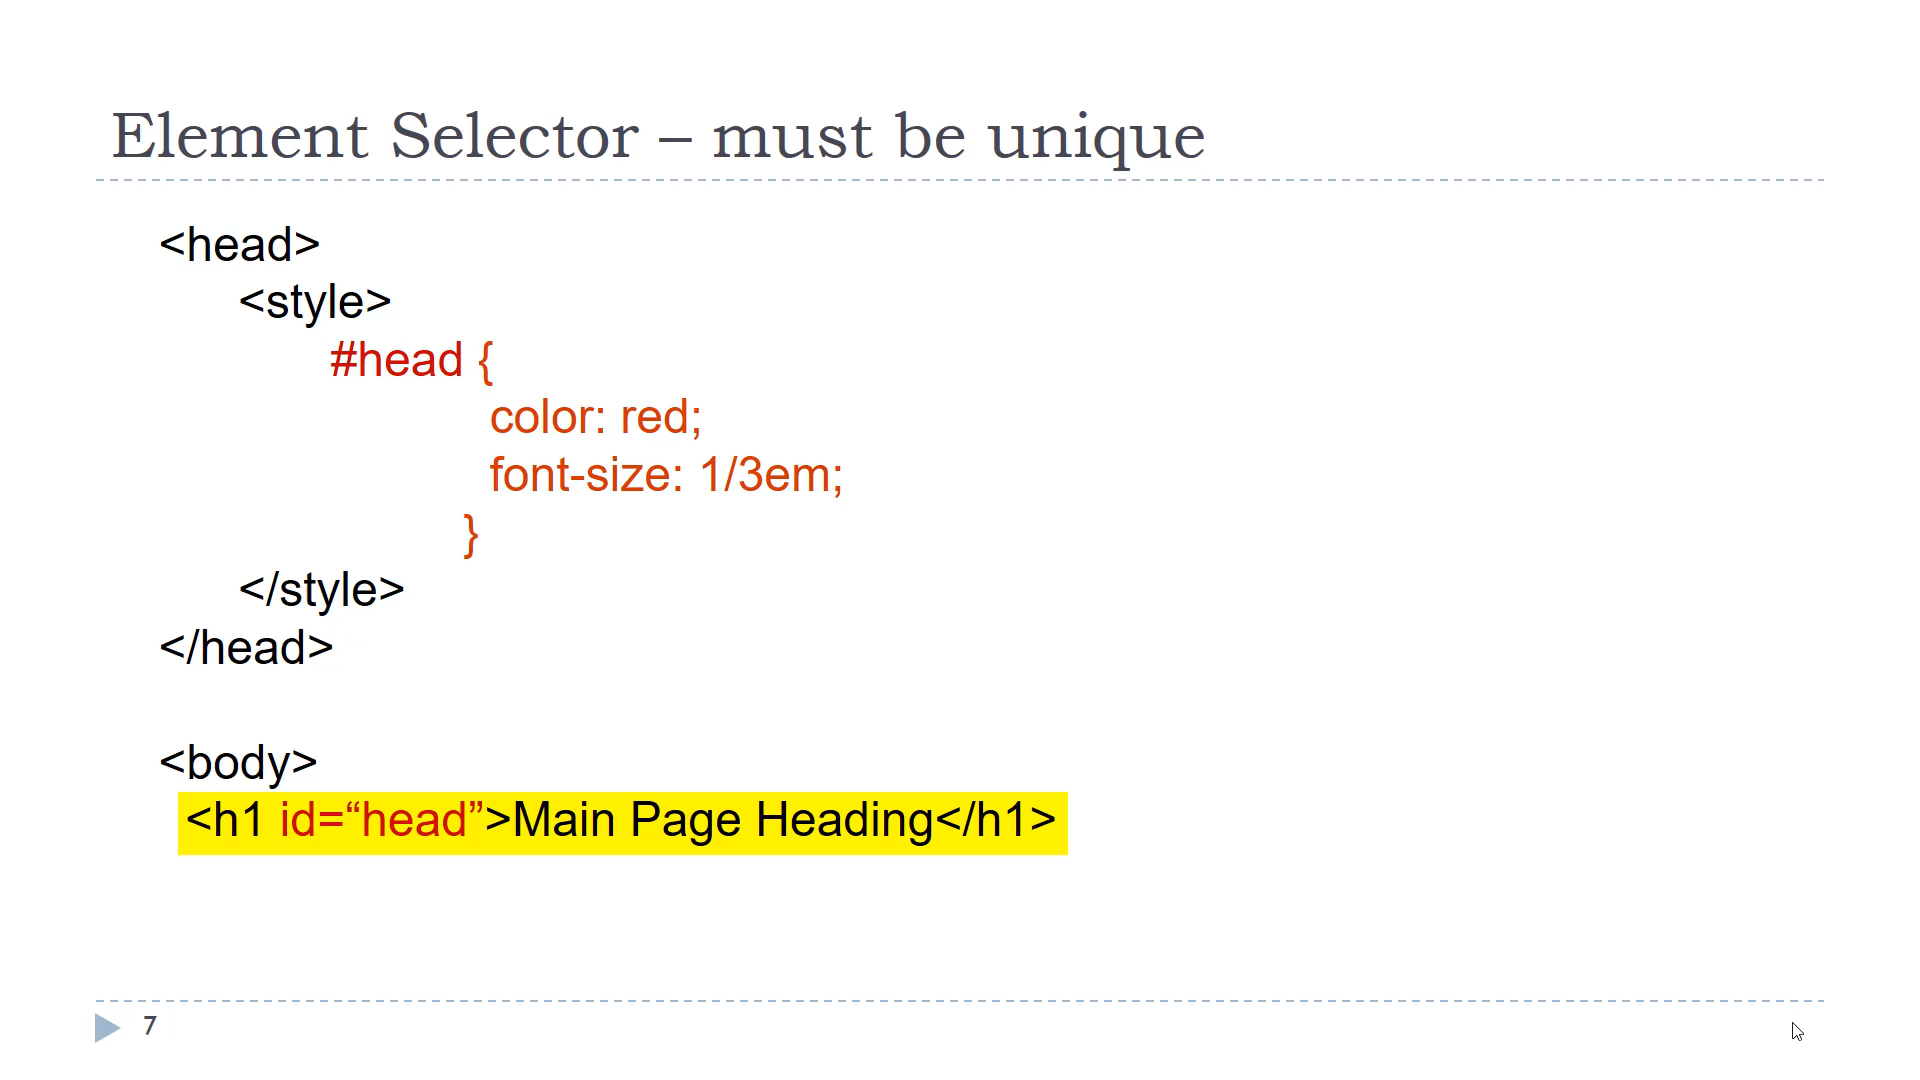 Element Selector – must be unique
<head>
<style>
#head {
color: red;
font-size: 1/3em;
}
</style>
</head>
<body>
<h1 id=“head”>Main Page Heading</h1>
7